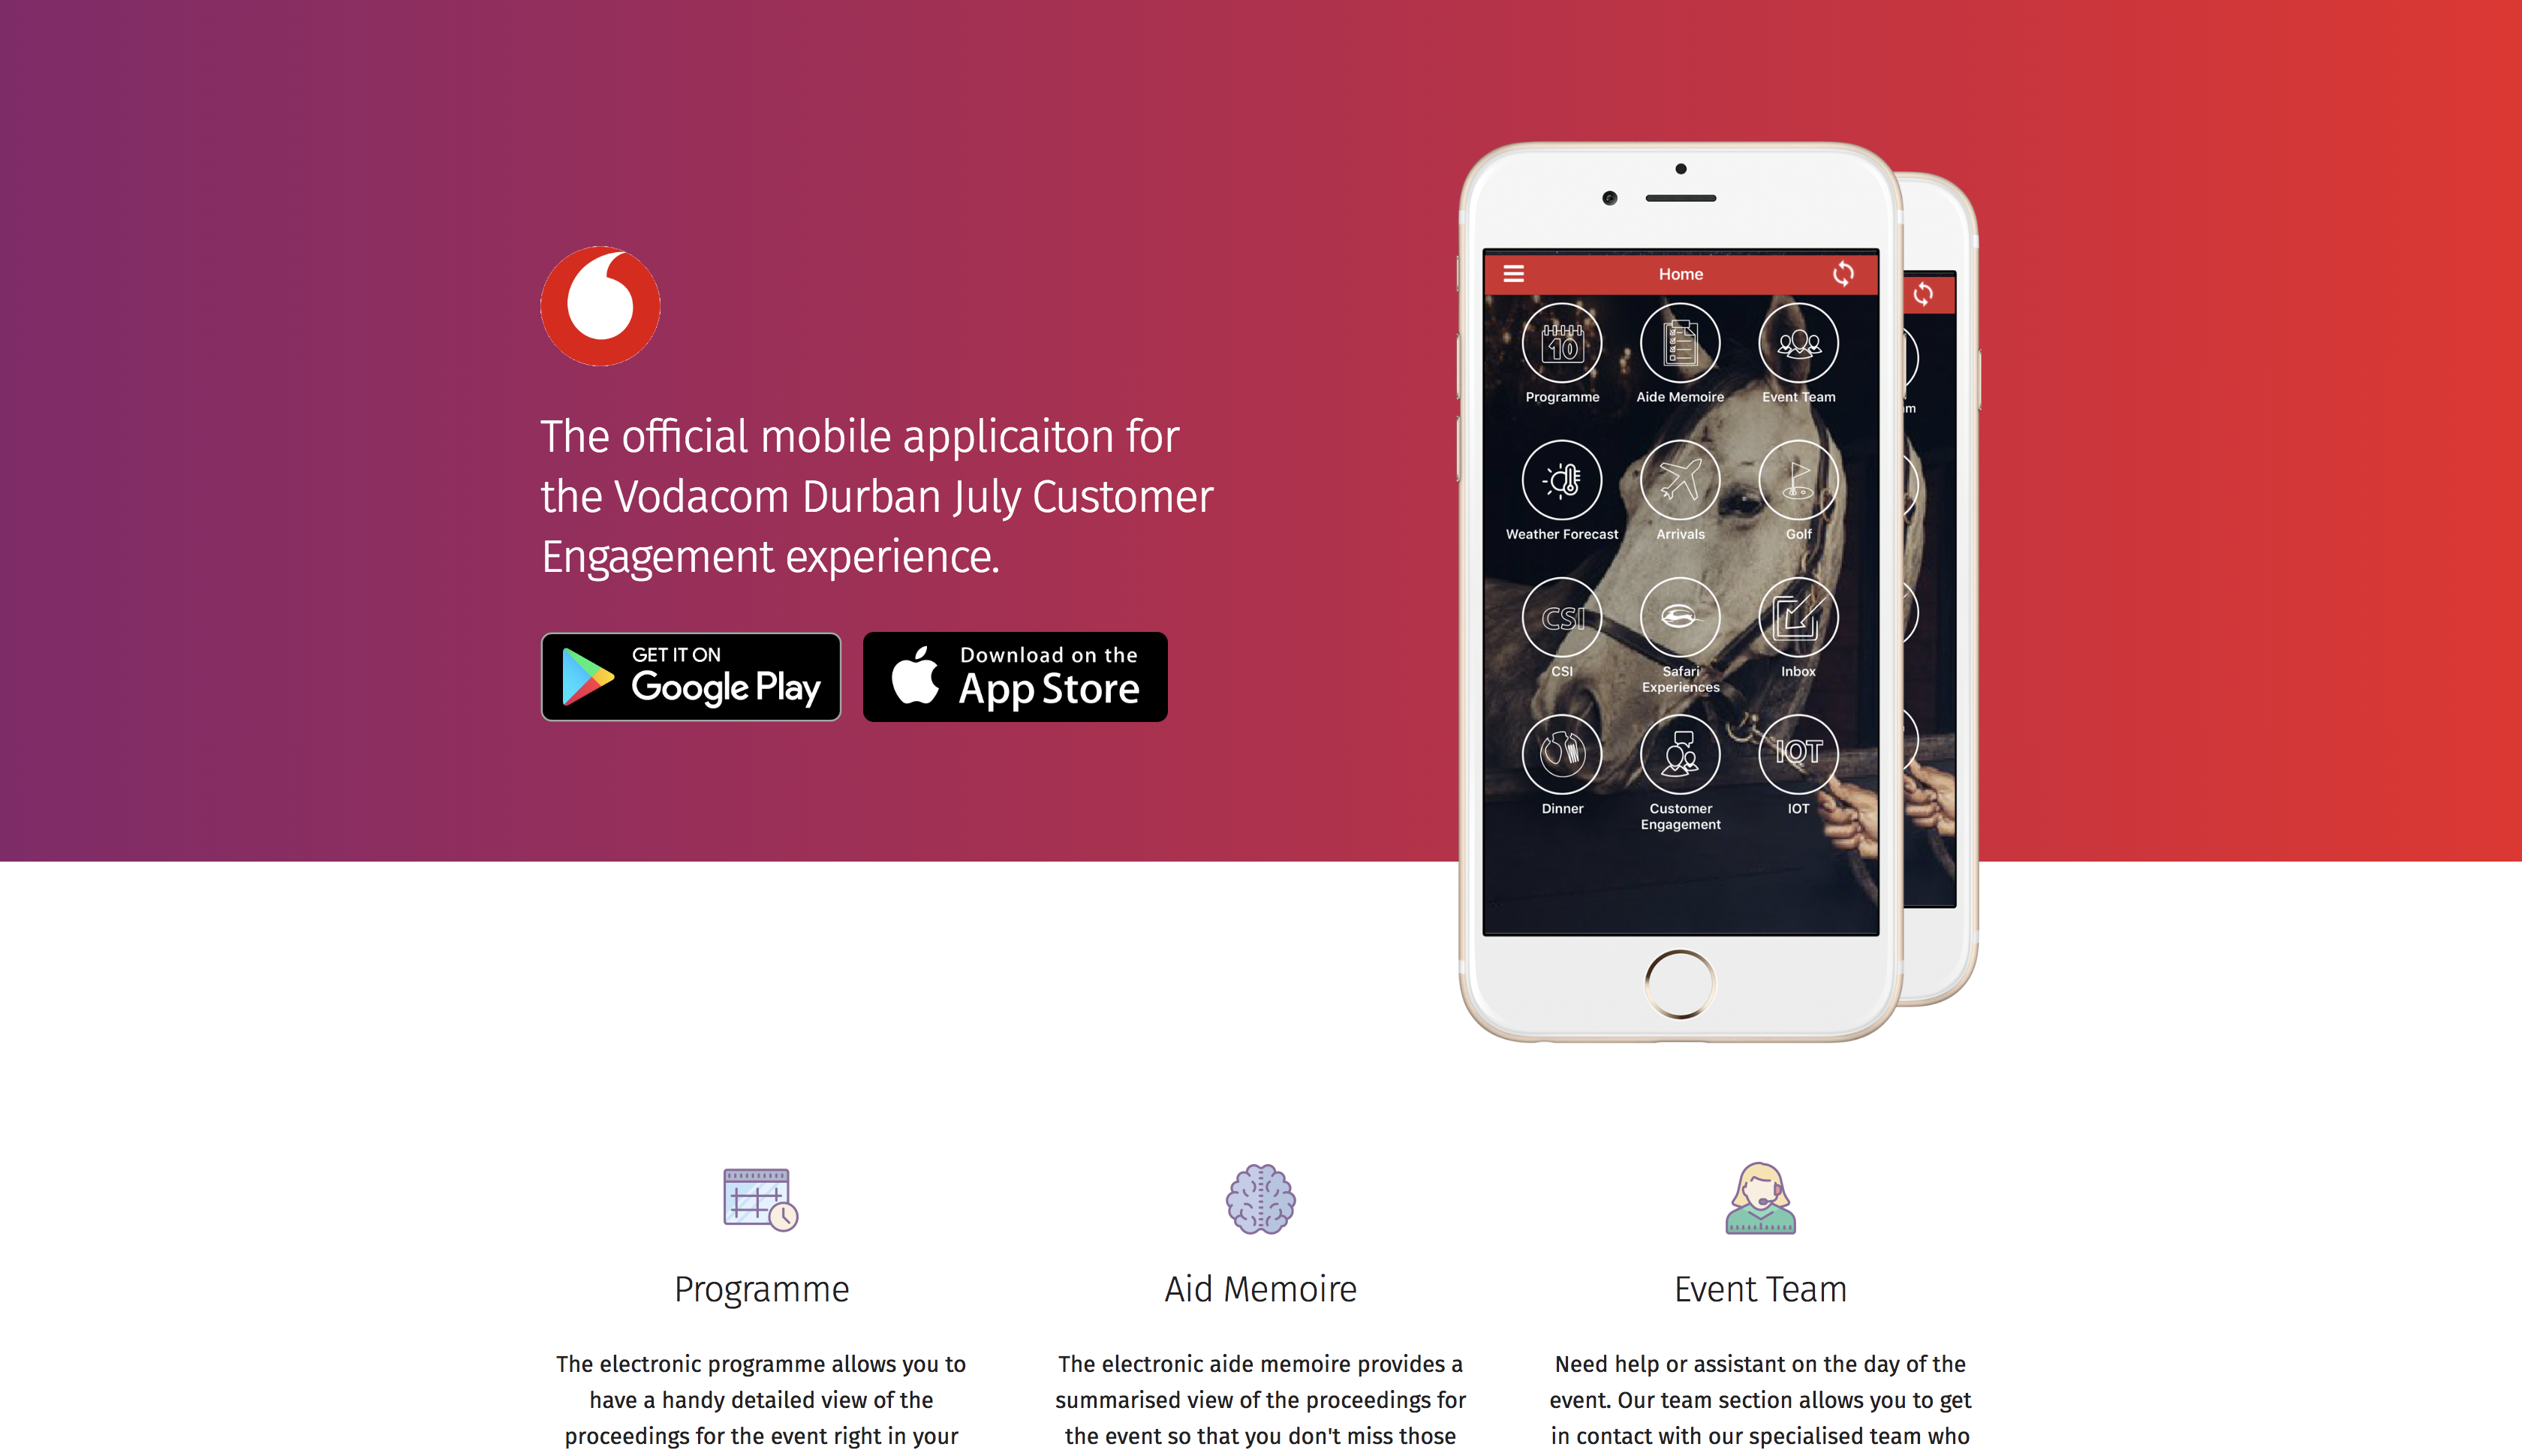 The official mobile applicaiton for
the Vodacom Durban July Customer
Engagement experience.
GET IT ON
Google Play
Download on the
App Store
Home
10
Programme
Aide Memoire
Event Team
Weather Forecast
Arrivals
Golf
CSI
CSI
Safari
Experiences
Inbox
Dinner
Customer
Engagement
IOT
IOT
m
Programme
The electronic programme allows you to
have a handy detailed view of the
proceedings for the event right in your
Aid Memoire
The electronic aide memoire provides a
summarised view of the proceedings for
the event so that you don't miss those
Event Team
Need help or assistant on the day of the
event. Our team section allows you to get
in contact with our specialised team who